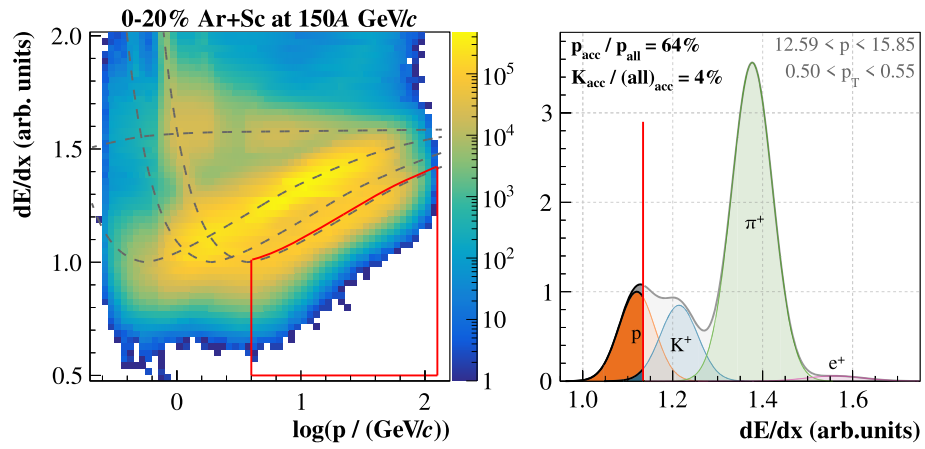 0-20% Ar+Sc at 150A GeV/c
dE/dx (arb. units)
2.0
1.5
1.0
0.5
0
1
2
log(p / (GeV/c))
10⁵
10⁴
10³
10²
10
1
p_acc / p_all = 64%
K_acc / (all)_acc = 4%
12.59 < p < 15.85
0.50 < p_T < 0.55
3
2
1
0
p
K⁺
π⁺
e⁺
1.0
1.2
1.4
1.6
dE/dx (arb.units)